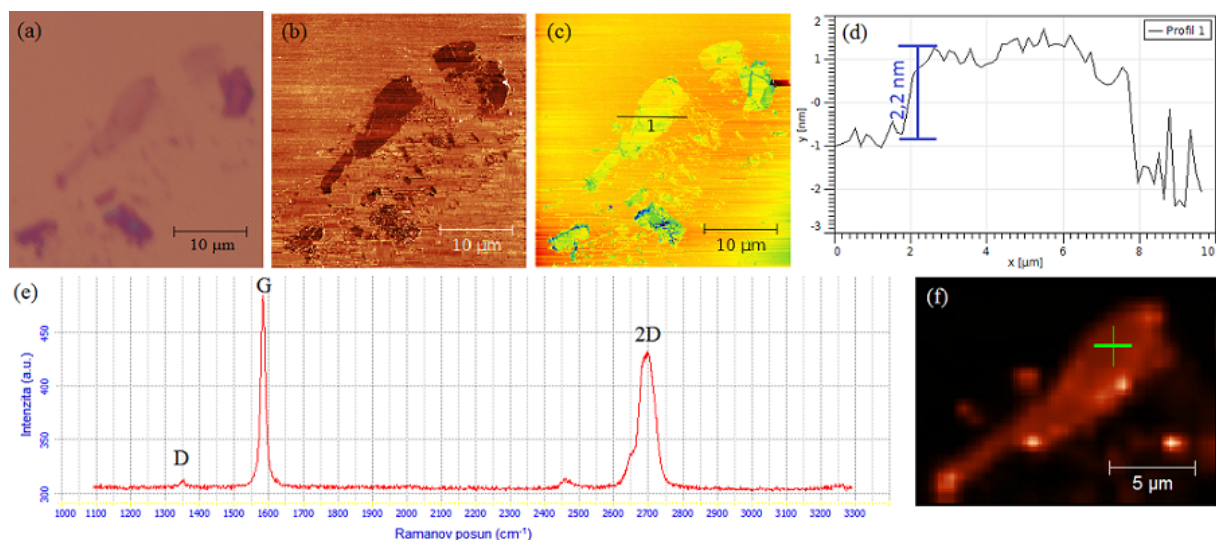 (a)
10 μm
(b)
10 μm
(c)
1
10 μm
(d)
2 nm
1
-0
-1
-2
-3
y [nm]
2,2 nm
Profil 1
0 2 4 6 8 10
x [μm]
(e)
G
D
2D
450
400
350
300
Intenzita (a.u.)
1000 1100 1200 1300 1400 1500 1600 1700 1800 1900 2000 2100 2200 2300 2400 2500 2600 2700 2800 2900 3000 3100 3200 3300
Ramanov posun (cm-1)
(f)
5 μm